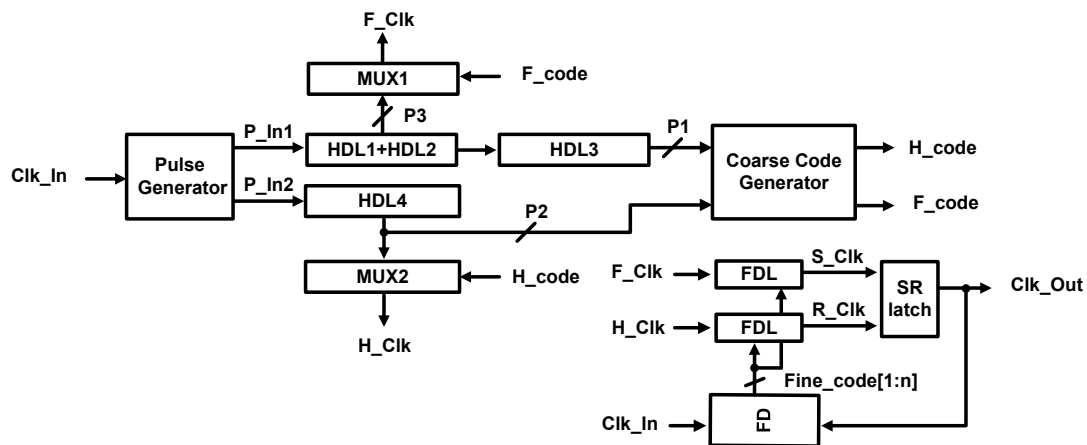 F_Clk
MUX1
F_code
P3
P_In1
HDL1+HDL2
HDL3
P1
Pulse
Generator
Clk_In
Coarse Code
Generator
H_code
F_code
P_In2
HDL4
P2
MUX2
H_code
H_Clk
F_Clk
FDL
S_Clk
SR
latch
Clk_Out
H_Clk
FDL
R_Clk
Fine_code[1:n]
Clk_In
FD